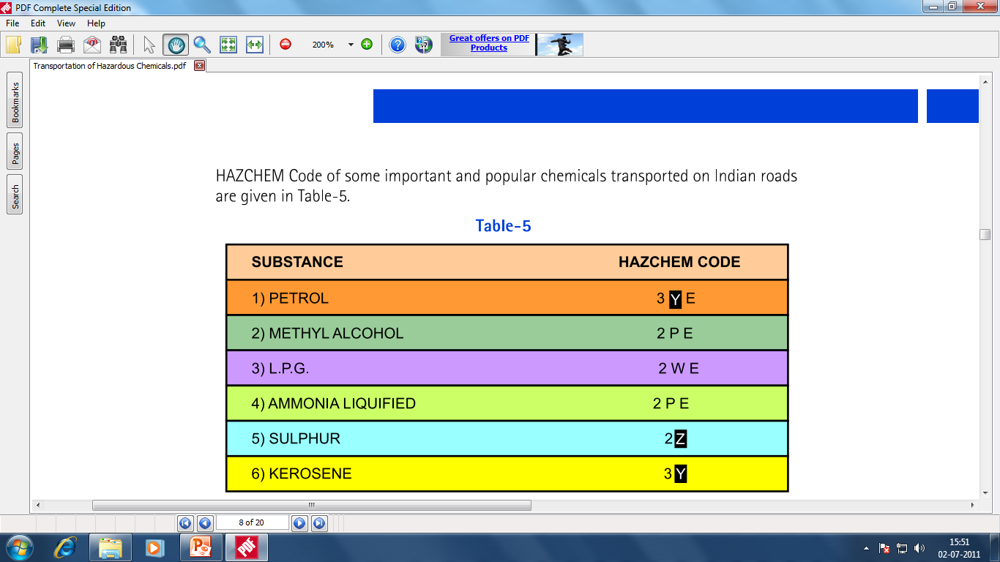 PDF Complete Special Edition
File Edit View Help
200%
Great offers on PDF
Products
Transportation of Hazardous Chemicals.pdf
Bookmarks
Pages
Search
HAZCHEM Code of some important and popular chemicals transported on Indian roads
are given in Table-5.
Table-5
SUBSTANCE HAZCHEM CODE
1) PETROL 3 Y E
2) METHYL ALCOHOL 2 P E
3) L.P.G. 2 W E
4) AMMONIA LIQUIFIED 2 P E
5) SULPHUR 2 Z
6) KEROSENE 3 Y
8 of 20
15:51
02-07-2011